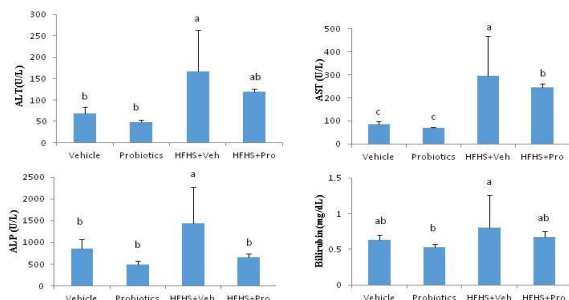 ALT(U/L)
300
250
200
150
100
50
0
b
b
a
ab
Vehicle Probiotics HFHS+Veh HFHS+Pro
AST(U/L)
500
400
300
200
100
0
c
c
a
b
Vehicle Probiotics HFHS+Veh HFHS+Pro
ALP (U/L)
2500
2000
1500
1000
500
0
b
b
a
b
Vehicle Probiotics HFHS+Veh HFHS+Pro
Bilirubin(mg/dL)
1.5
1
0.5
0
ab
b
a
ab
Vehicle Probiotics HFHS+Veh HFHS+Pro